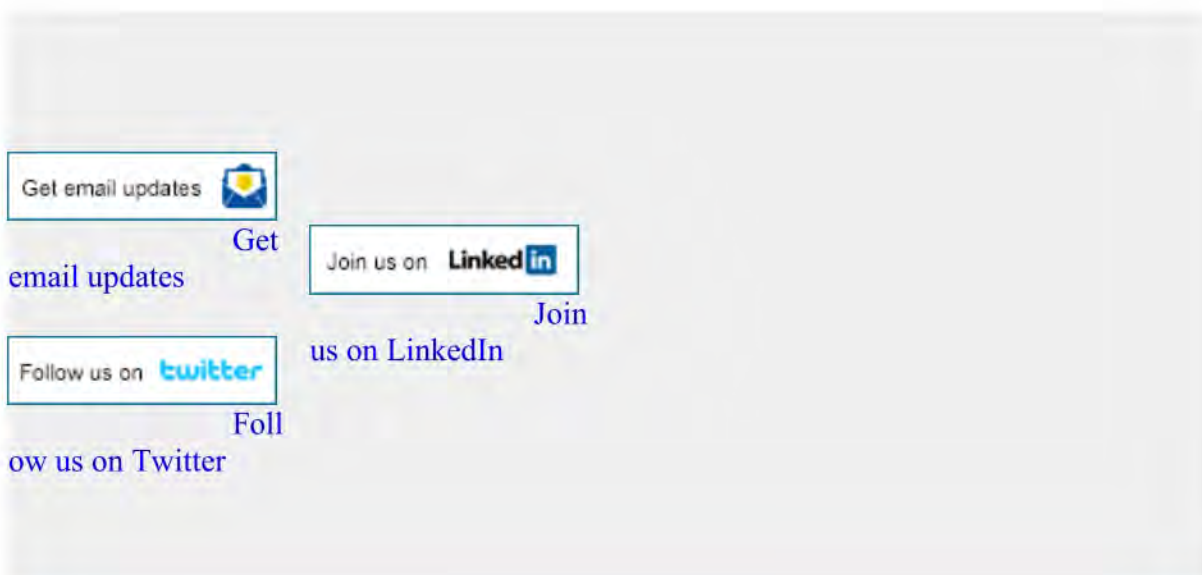 Get email updates
Get
email updates
Join us on Linked in
Join
us on LinkedIn
Follow us on twitter
Foll
ow us on Twitter